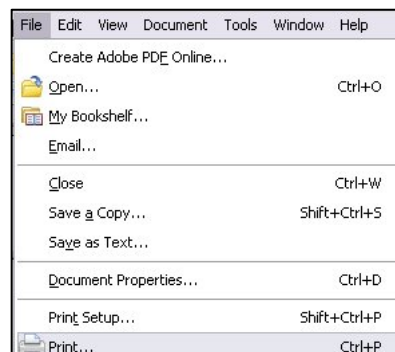 File Edit View Document Tools Window Help
Create Adobe PDF Online...
Open... Ctrl+O
My Bookshelf...
Email...
Close Ctrl+W
Save a Copy... Shift+Ctrl+S
Save as Text...
Document Properties... Ctrl+D
Print Setup... Shift+Ctrl+P
Print... Ctrl+P